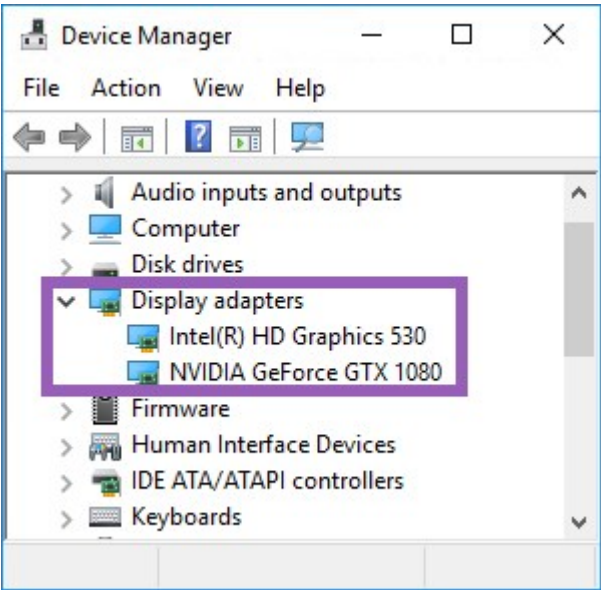 Device Manager
File Action View Help
Audio inputs and outputs
Computer
Disk drives
Display adapters
Intel(R) HD Graphics 530
NVIDIA GeForce GTX 1080
Firmware
Human Interface Devices
IDE ATA/ATAPI controllers
Keyboards